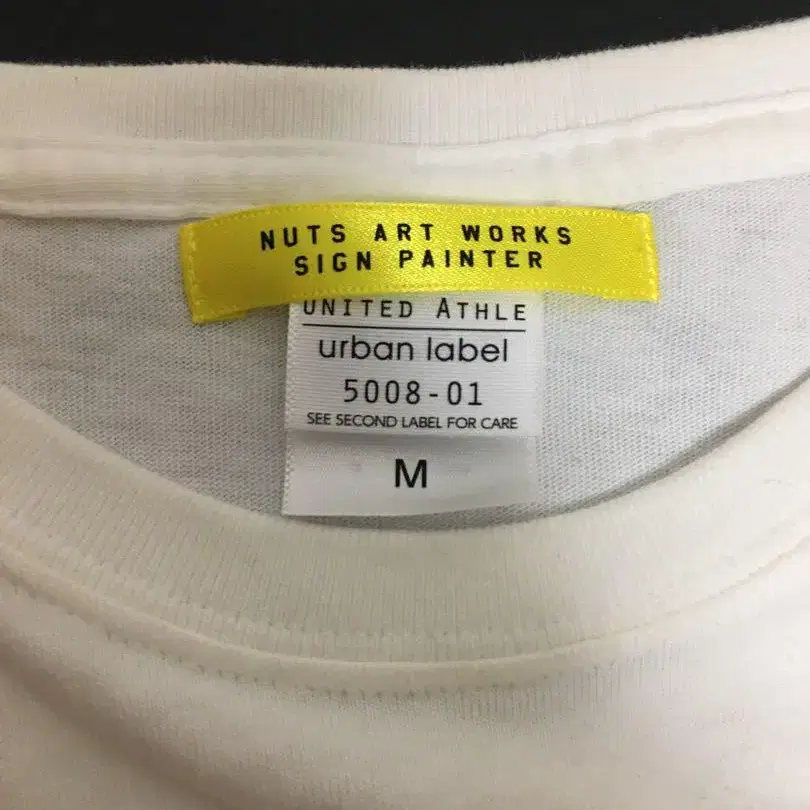 NUTS ART WORKS
SIGN PAINTER
UNITED ATHLE
urban label
5008-01
SEE SECOND LABEL FOR CARE
M